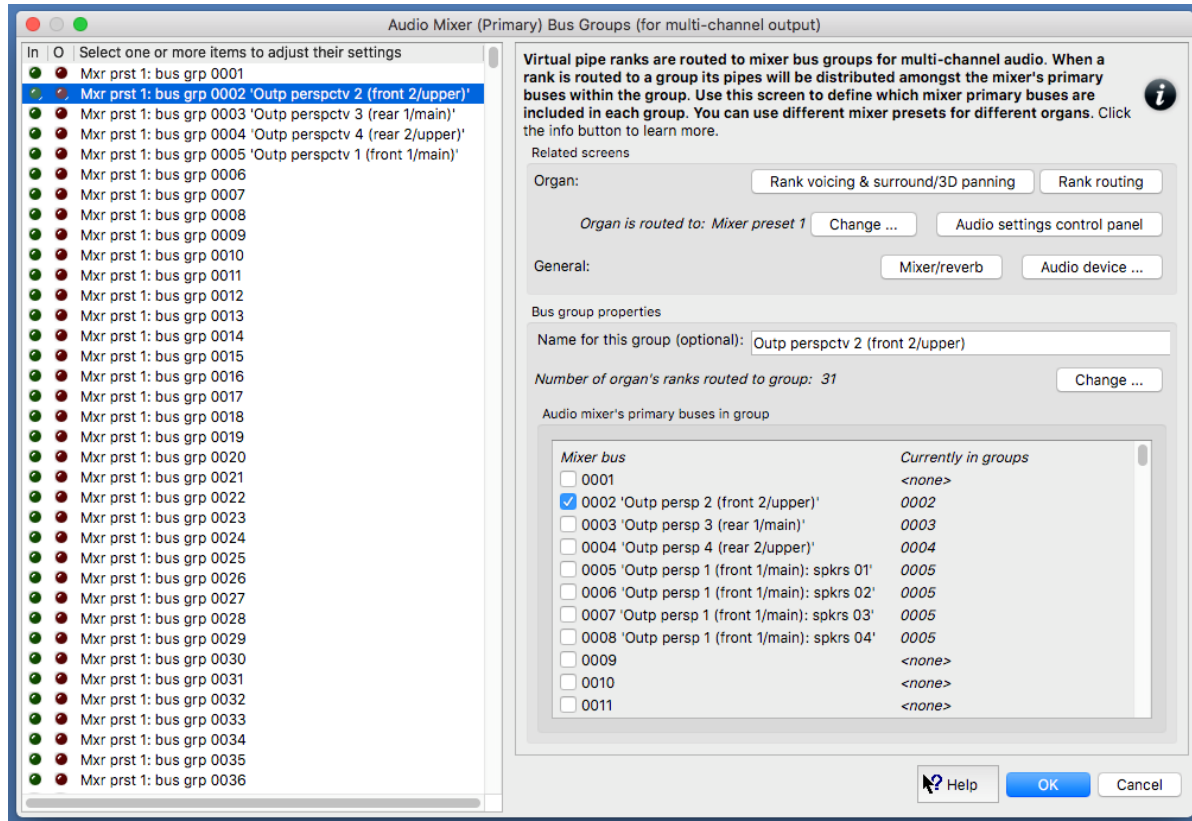 Audio Mixer (Primary) Bus Groups (for multi-channel output)
In O Select one or more items to adjust their settings
Mxr prst 1: bus grp 0001
Mxr prst 1: bus grp 0002 'Outp perspctv 2 (front 2/upper)'
Mxr prst 1: bus grp 0003 'Outp perspctv 3 (rear 1/main)'
Mxr prst 1: bus grp 0004 'Outp perspctv 4 (rear 2/upper)'
Mxr prst 1: bus grp 0005 'Outp perspctv 1 (front 1/main)'
Mxr prst 1: bus grp 0006
Mxr prst 1: bus grp 0007
Mxr prst 1: bus grp 0008
Mxr prst 1: bus grp 0009
Mxr prst 1: bus grp 0010
Mxr prst 1: bus grp 0011
Mxr prst 1: bus grp 0012
Mxr prst 1: bus grp 0013
Mxr prst 1: bus grp 0014
Mxr prst 1: bus grp 0015
Mxr prst 1: bus grp 0016
Mxr prst 1: bus grp 0017
Mxr prst 1: bus grp 0018
Mxr prst 1: bus grp 0019
Mxr prst 1: bus grp 0020
Mxr prst 1: bus grp 0021
Mxr prst 1: bus grp 0022
Mxr prst 1: bus grp 0023
Mxr prst 1: bus grp 0024
Mxr prst 1: bus grp 0025
Mxr prst 1: bus grp 0026
Mxr prst 1: bus grp 0027
Mxr prst 1: bus grp 0028
Mxr prst 1: bus grp 0029
Mxr prst 1: bus grp 0030
Mxr prst 1: bus grp 0031
Mxr prst 1: bus grp 0032
Mxr prst 1: bus grp 0033
Mxr prst 1: bus grp 0034
Mxr prst 1: bus grp 0035
Mxr prst 1: bus grp 0036
Virtual pipe ranks are routed to mixer bus groups for multi-channel audio. When a
rank is routed to a group its pipes will be distributed amongst the mixer's primary
buses within the group. Use this screen to define which mixer primary buses are
included in each group. You can use different mixer presets for different organs. Click
the info button to learn more.
i
Related screens
Organ: Rank voicing & surround/3D panning Rank routing
Organ is routed to: Mixer preset 1 Change ... Audio settings control panel
General: Mixer/reverb Audio device ...
Bus group properties
Name for this group (optional): Outp perspctv 2 (front 2/upper)
Number of organ's ranks routed to group: 31 Change ...
Audio mixer's primary buses in group
Mixer bus Currently in groups
0001 <none>
0002 'Outp persp 2 (front 2/upper)' 0002
0003 'Outp persp 3 (rear 1/main)' 0003
0004 'Outp persp 4 (rear 2/upper)' 0004
0005 'Outp persp 1 (front 1/main): spkrs 01' 0005
0006 'Outp persp 1 (front 1/main): spkrs 02' 0005
0007 'Outp persp 1 (front 1/main): spkrs 03' 0005
0008 'Outp persp 1 (front 1/main): spkrs 04' 0005
0009 <none>
0010 <none>
0011 <none>
? Help OK Cancel